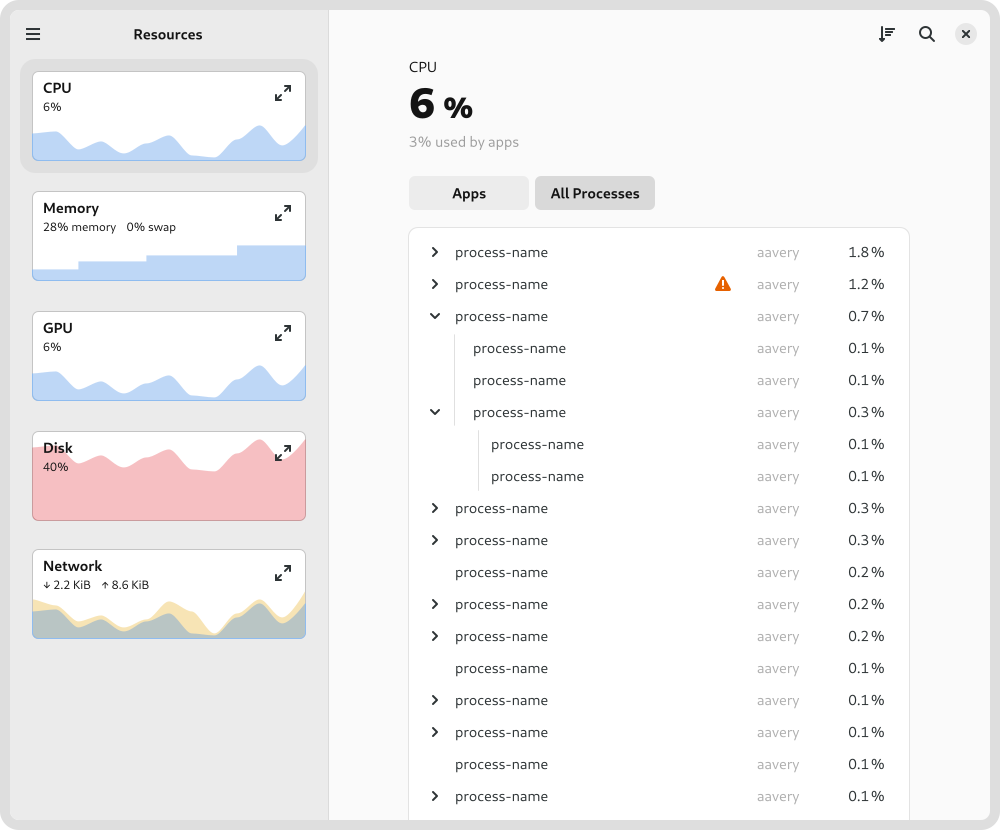 Resources
CPU
6%
Memory
28% memory 0% swap
GPU
6%
Disk
40%
Network
↓ 2.2 KiB ↑ 8.6 KiB
CPU
6 %
3% used by apps
Apps All Processes
process-name aavery 1.8 %
process-name aavery 1.2 %
process-name aavery 0.7 %
process-name aavery 0.1 %
process-name aavery 0.1 %
process-name aavery 0.3 %
process-name aavery 0.1 %
process-name aavery 0.1 %
process-name aavery 0.3 %
process-name aavery 0.3 %
process-name aavery 0.2 %
process-name aavery 0.2 %
process-name aavery 0.2 %
process-name aavery 0.1 %
process-name aavery 0.1 %
process-name aavery 0.1 %
process-name aavery 0.1 %
process-name aavery 0.1 %